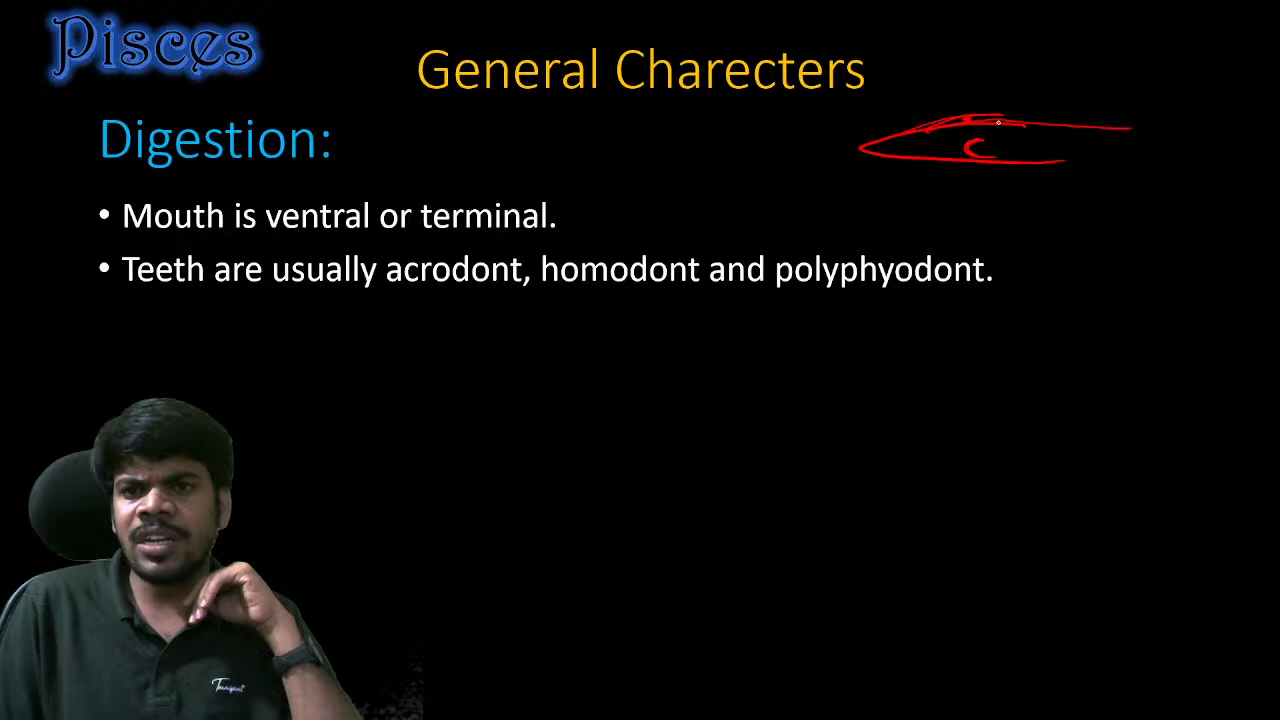 Pisces
General Charecters
Digestion:
• Mouth is ventral or terminal.
• Teeth are usually acrodont, homodont and polyphyodont.